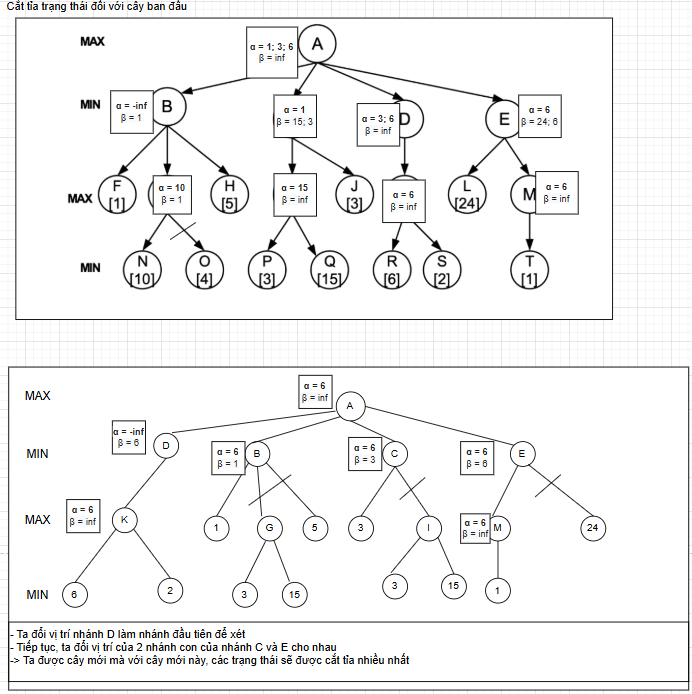 Cắt tỉa trạng thái đối với cây ban đầu
MAX
α = 1; 3; 6
β = inf
A
MIN
α = -inf
β = 1
B
α = 1
β = 15; 3
α = 3; 6
β = inf
D
E
α = 6
β = 24; 6
MAX
F
[1]
α = 10
β = 1
H
[5]
α = 15
β = inf
J
[3]
α = 6
β = inf
L
[24]
M
α = 6
β = inf
MIN
N
[10]
O
[4]
P
[3]
Q
[15]
R
[6]
S
[2]
T
[1]
MAX
α = 6
β = inf
A
MIN
α = -inf
β = 6
D
α = 6
β = 1
B
α = 6
β = 3
C
α = 6
β = 6
E
MAX
α = 6
β = inf
K
1
G
5
3
I
α = 6
β = inf
M
24
MIN
6
2
3
15
3
15
1
- Ta đổi vị trí nhánh D làm nhánh đầu tiên để xét
- Tiếp tục, ta đổi vị trí của 2 nhánh con của nhánh C và E cho nhau
-> Ta được cây mới mà với cây mới này, các trạng thái sẽ được cắt tỉa nhiều nhất